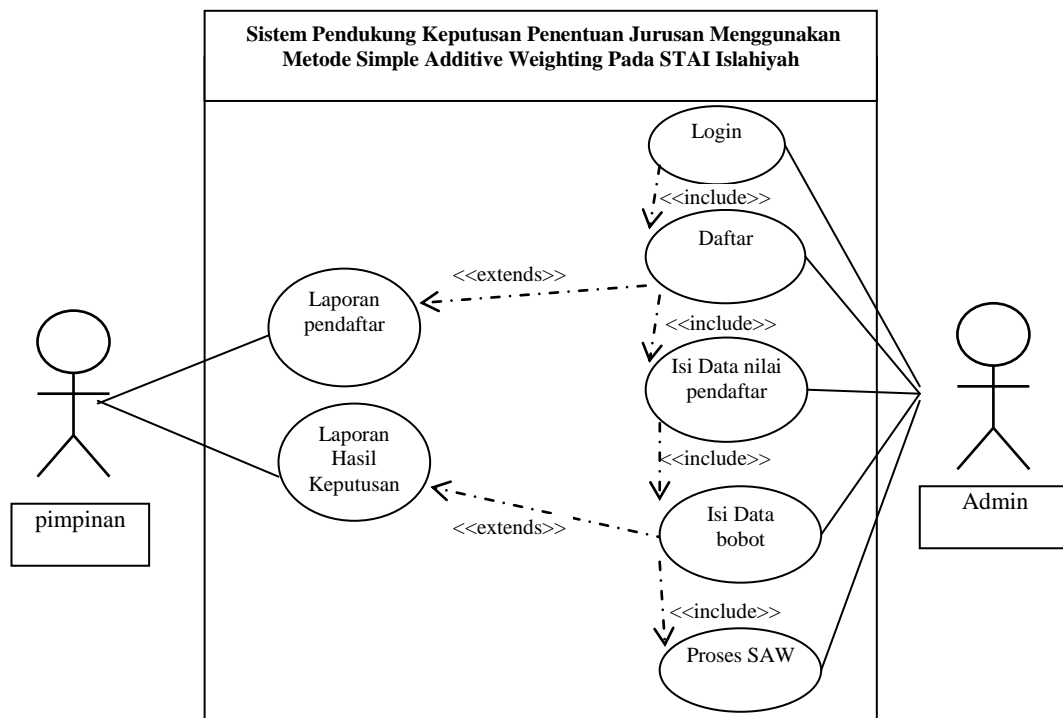 Sistem Pendukung Keputusan Penentuan Jurusan Menggunakan
Metode Simple Additive Weighting Pada STAI Islahiyah
Login
<<include>>
Daftar
<<extends>>
Laporan
pendaftar
<<include>>
Isi Data nilai
pendaftar
Laporan
Hasil
Keputusan
<<include>>
pimpinan
Admin
<<extends>>
Isi Data
bobot
<<include>>
Proses SAW